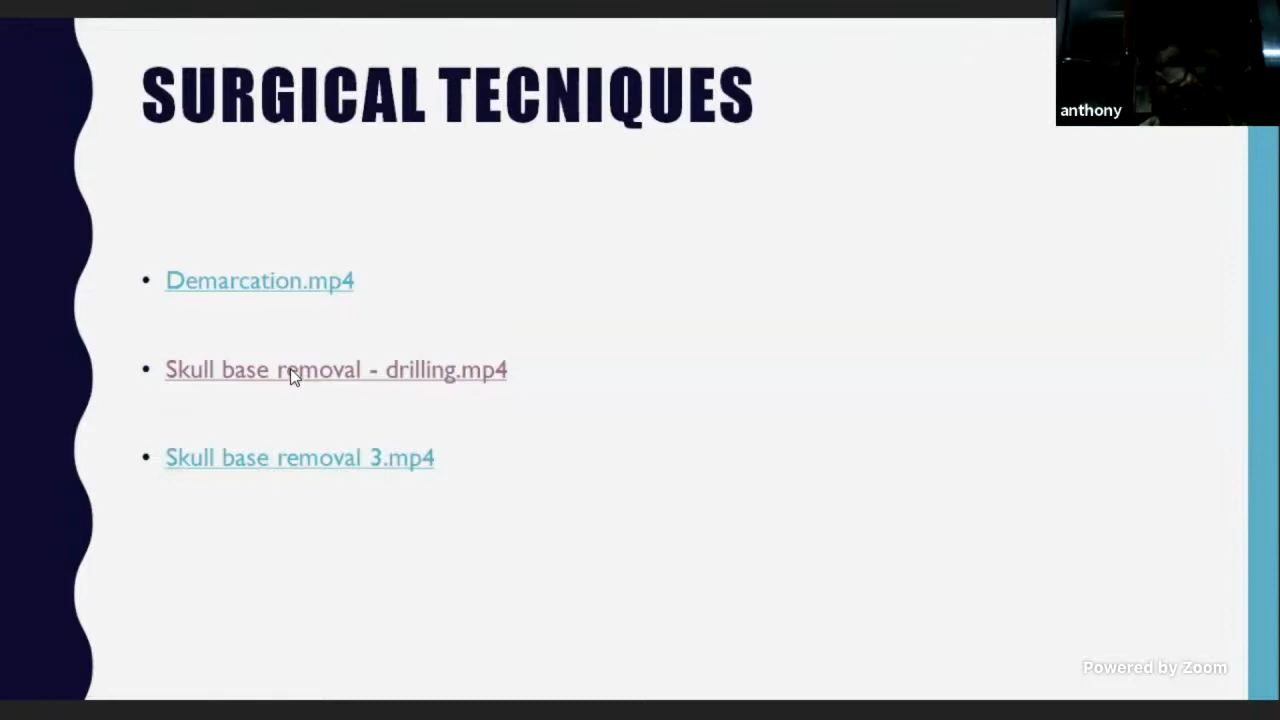 SURGICAL TECNIQUES
anthony
• Demarcation.mp4
• Skull base removal - drilling.mp4
• Skull base removal 3.mp4
Powered by Zoom